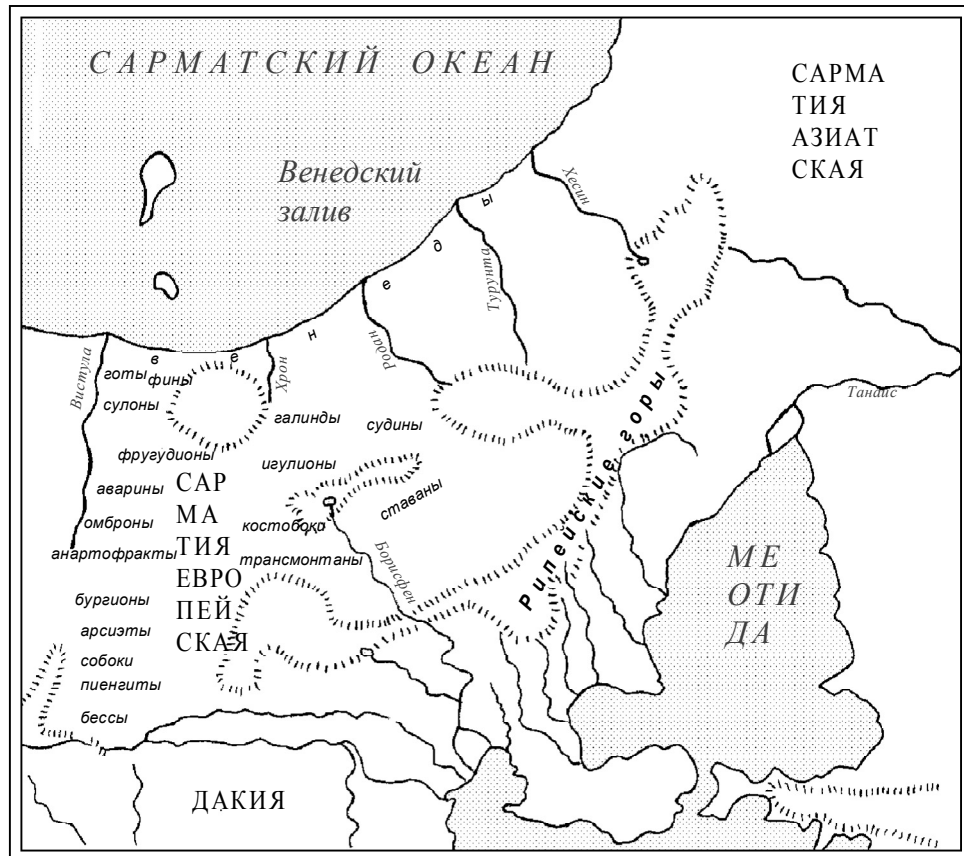 САРМАТСКИЙ ОКЕАН
САРМА
ТИЯ
АЗИАТ
СКАЯ
Венедский
залив
Хесин
венеды
Турунта
Родан
Хрон
Вистула
готы
фины
сулоны
галинды
судины
Танаис
фругудионы
игулионы
аварины
ставаны
Рипейские горы
омброны
костобоки
анартофракты
трансмонтаны
Борисфен
САР
МА
ТИЯ
ЕВРО
ПЕЙ
СКАЯ
МЕ
ОТИ
ДА
бургионы
арсиэты
собоки
пиенгиты
бессы
ДАКИЯ